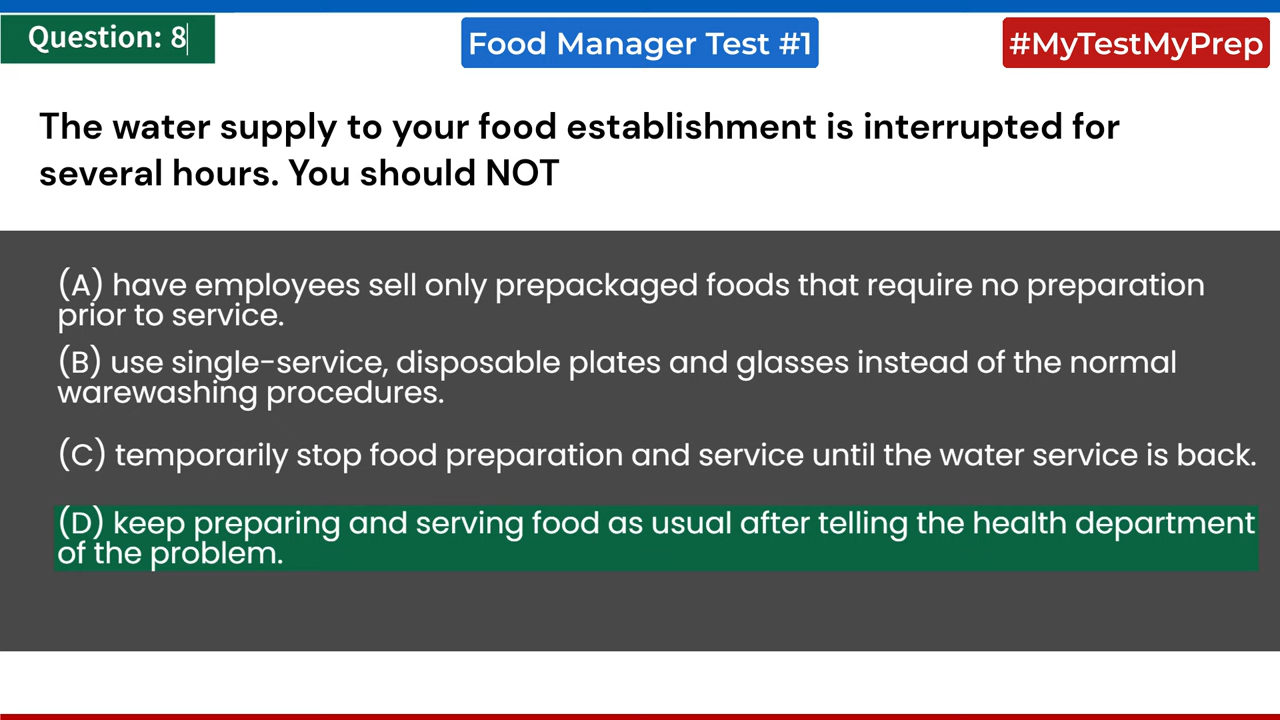 Question: 8
Food Manager Test #1
#MyTestMyPrep
The water supply to your food establishment is interrupted for
several hours. You should NOT
(A) have employees sell only prepackaged foods that require no preparation
prior to service.
(B) use single-service, disposable plates and glasses instead of the normal
warewashing procedures.
(C) temporarily stop food preparation and service until the water service is back.
(D) keep preparing and serving food as usual after telling the health department
of the problem.